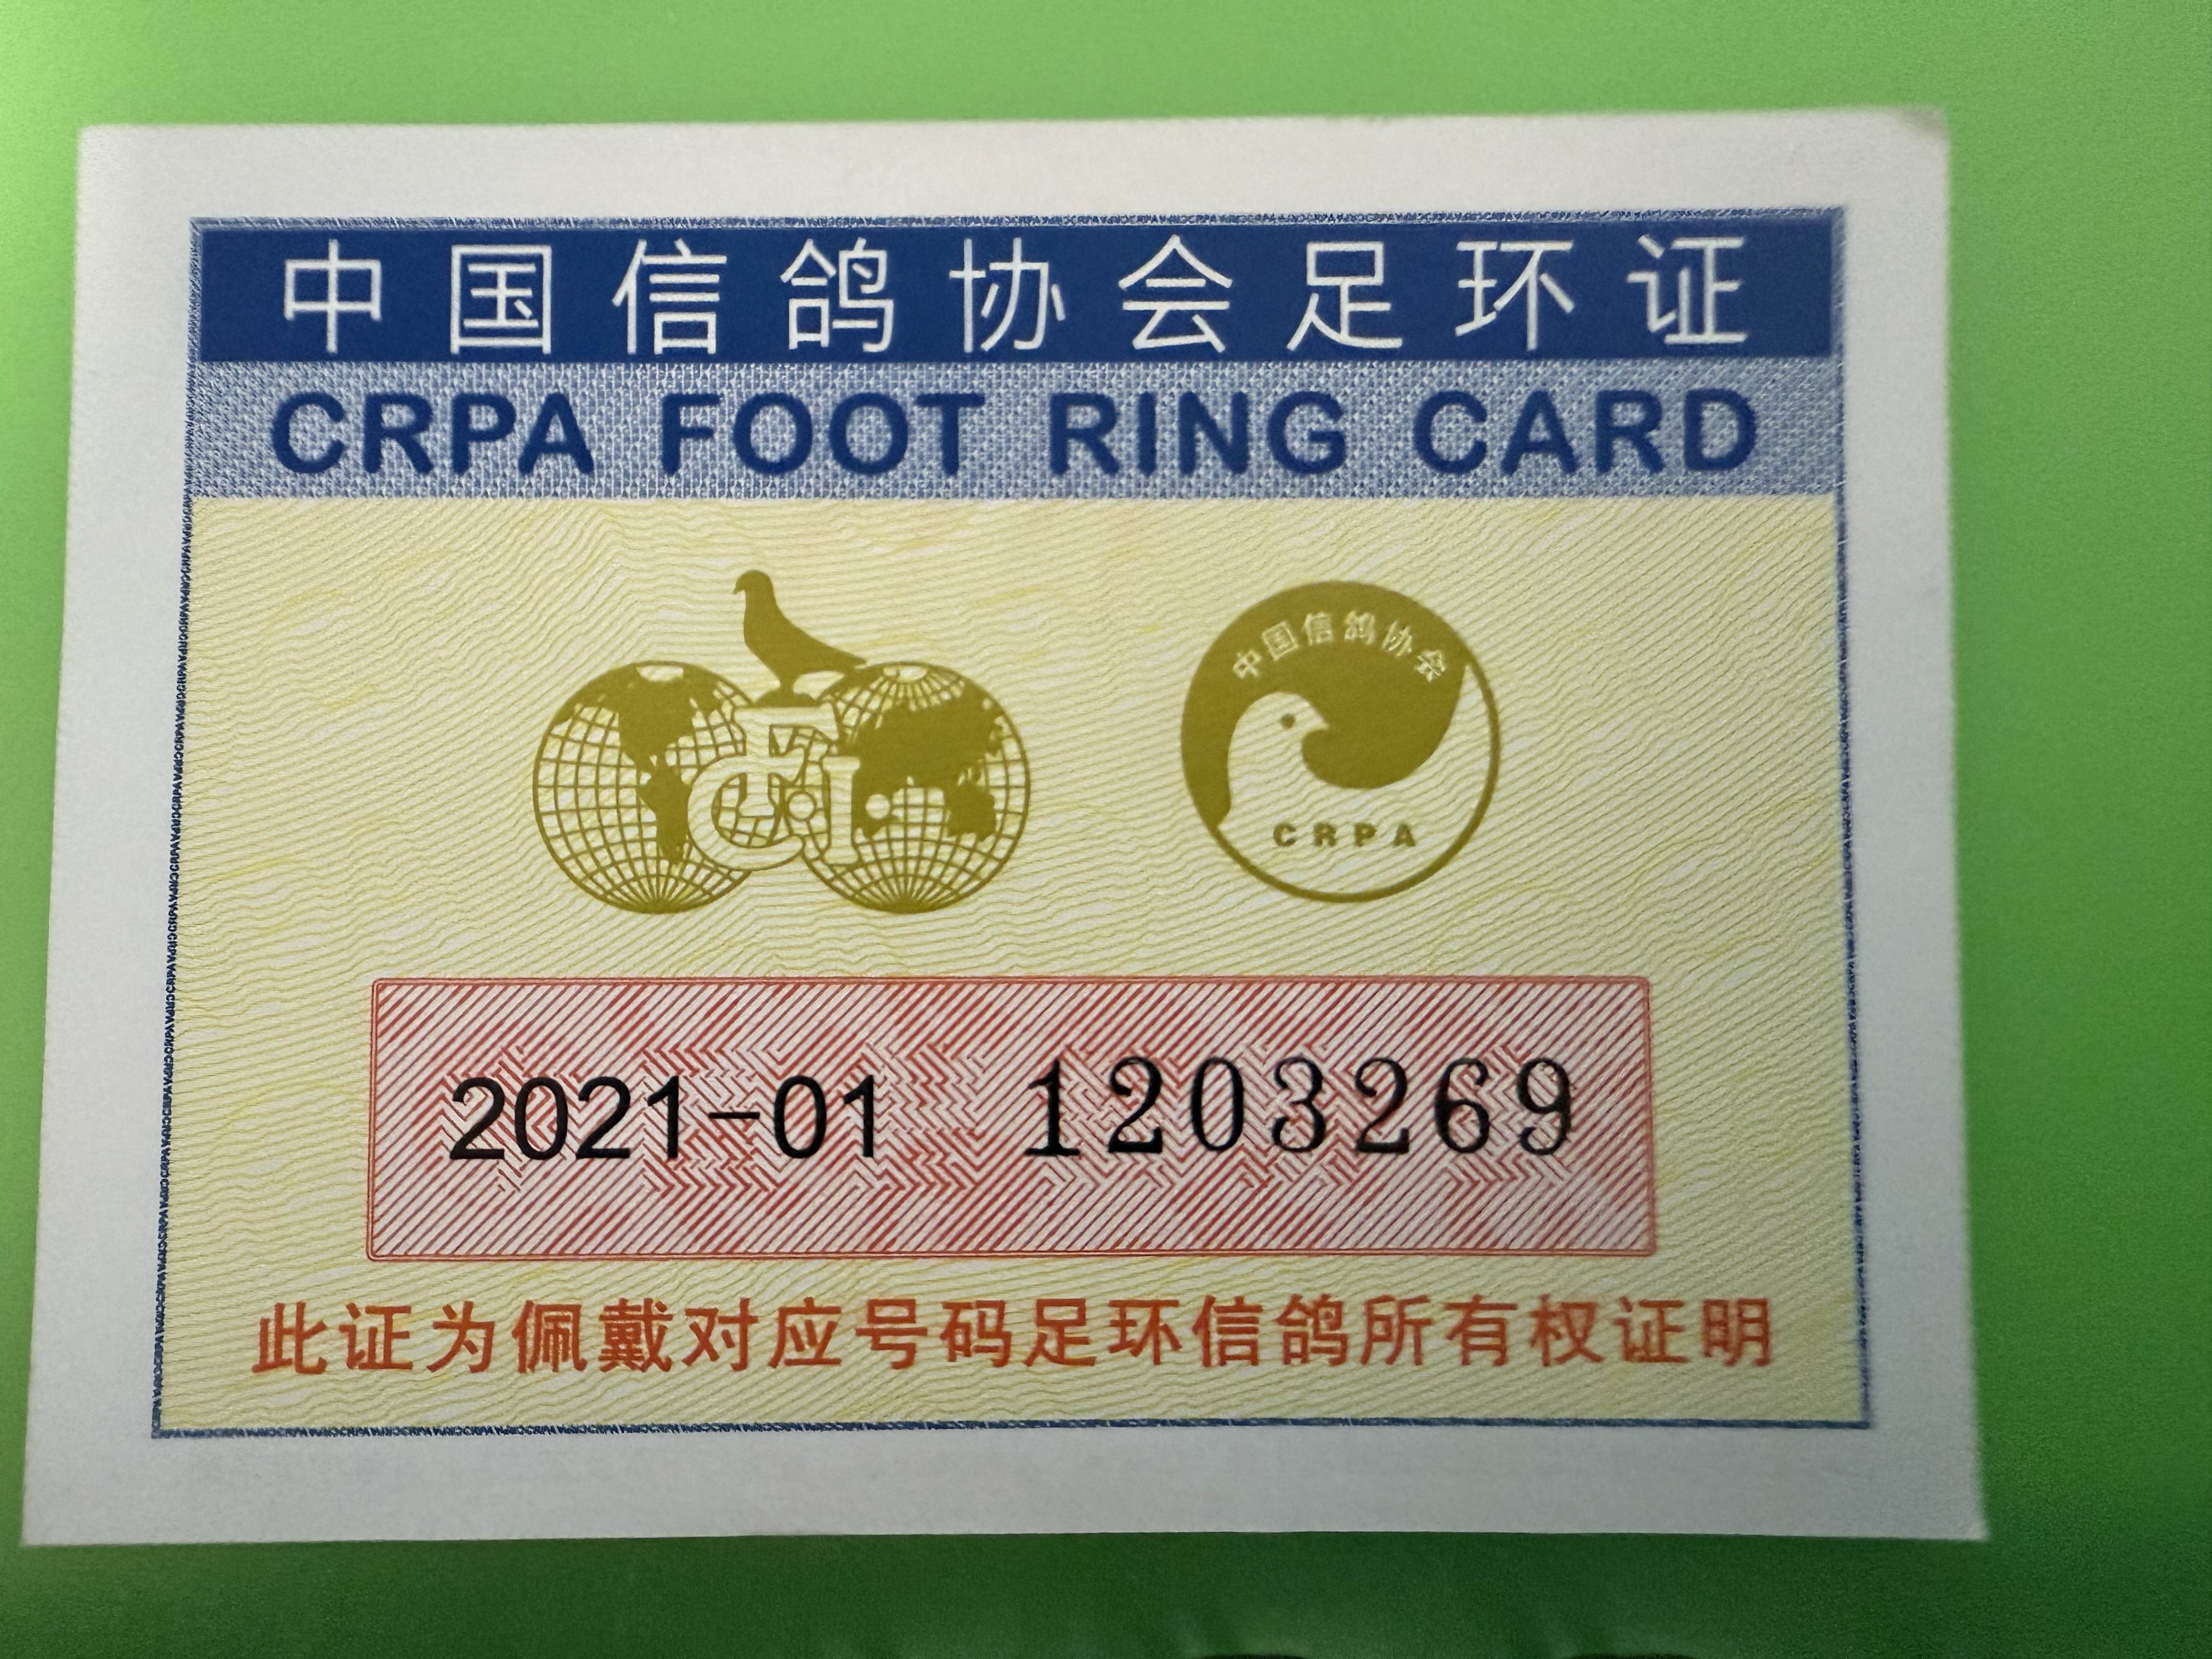 中国信鸽协会足环证
CRPA FOOT RING CARD
中国信鸽协会
CRPA
2021-01 1203269
此证为佩戴对应号码足环信鸽所有权证明